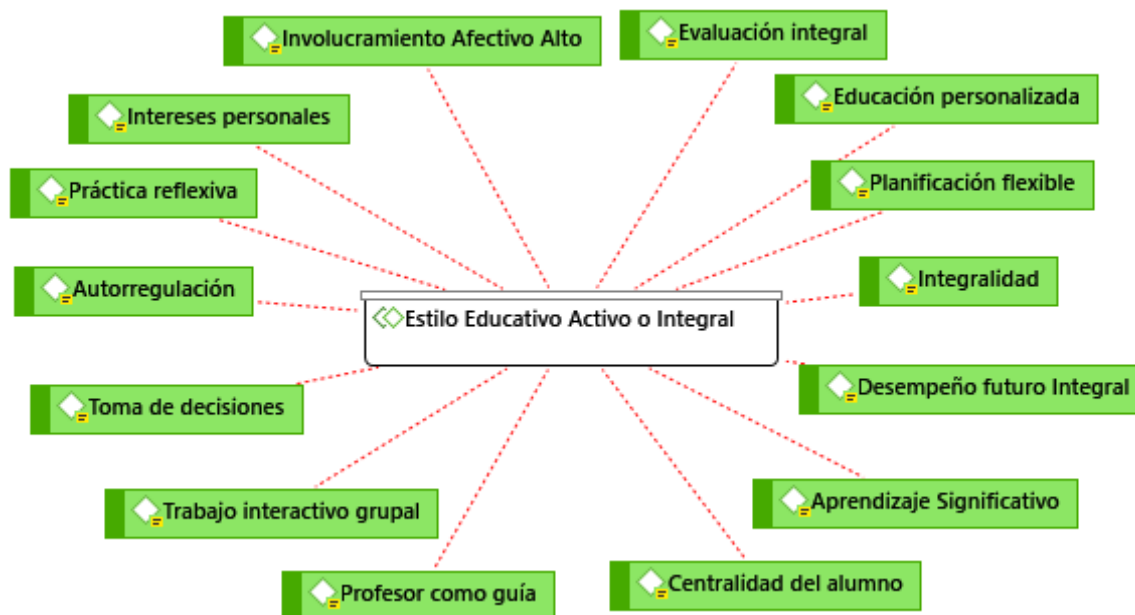 Involucramiento Afectivo Alto
Evaluación integral
Educación personalizada
Intereses personales
Práctica reflexiva
Planificación flexible
Autorregulación
Integralidad
Estilo Educativo Activo o Integral
Desempeño futuro Integral
Toma de decisiones
Aprendizaje Significativo
Trabajo interactivo grupal
Centralidad del alumno
Profesor como guía